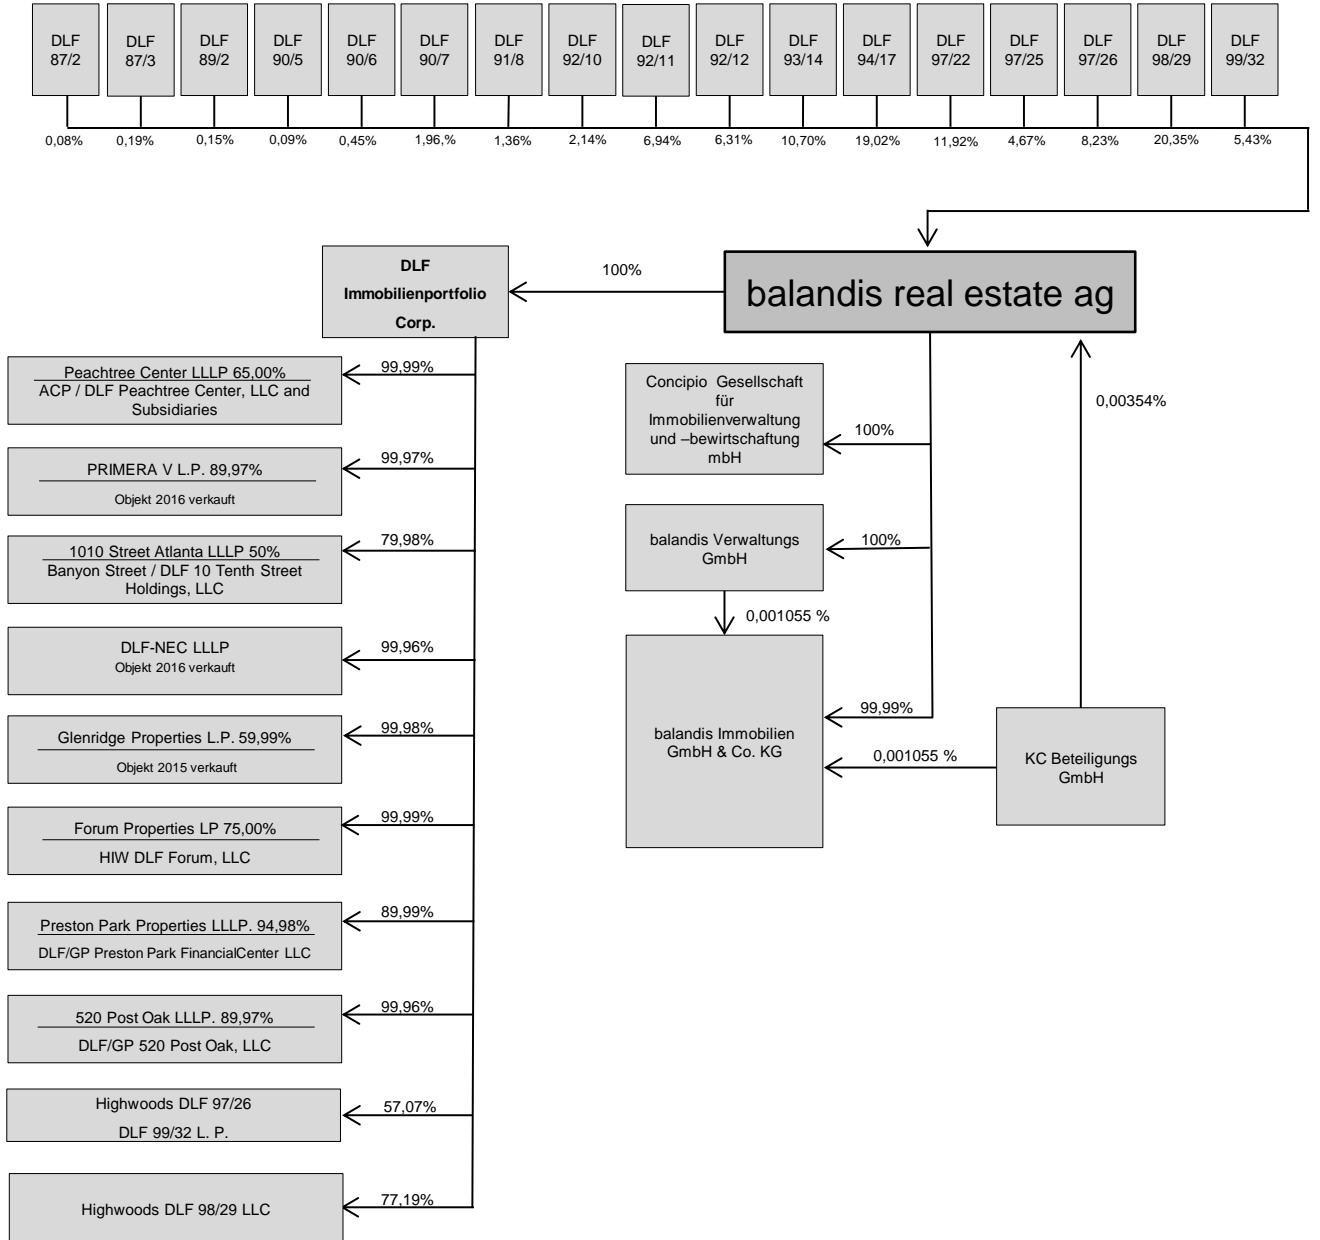 DLF
87/2
DLF
87/3
DLF
89/2
DLF
90/5
DLF
90/6
DLF
90/7
DLF
91/8
DLF
92/10
DLF
92/11
DLF
92/12
DLF
93/14
DLF
94/17
DLF
97/22
DLF
97/25
DLF
97/26
DLF
98/29
DLF
99/32
0,08%
0,19%
0,15%
0,09%
0,45%
1,96,%
1,36%
2,14%
6,94%
6,31%
10,70%
19,02%
11,92%
4,67%
8,23%
20,35%
5,43%
DLF
Immobilienportfolio
Corp.
100%
balandis real estate ag
Peachtree Center LLLP 65,00%
ACP / DLF Peachtree Center, LLC and
Subsidiaries
99,99%
PRIMERA V L.P. 89,97%
Objekt 2016 verkauft
99,97%
1010 Street Atlanta LLLP 50%
Banyon Street / DLF 10 Tenth Street
Holdings, LLC
79,98%
DLF-NEC LLLP
Objekt 2016 verkauft
99,96%
Glenridge Properties L.P. 59,99%
Objekt 2015 verkauft
99,98%
Forum Properties LP 75,00%
HIW DLF Forum, LLC
99,99%
Preston Park Properties LLLP. 94,98%
DLF/GP Preston Park FinancialCenter LLC
89,99%
520 Post Oak LLLP. 89,97%
DLF/GP 520 Post Oak, LLC
99,96%
Highwoods DLF 97/26
DLF 99/32 L. P.
57,07%
Highwoods DLF 98/29 LLC
77,19%
Concipio Gesellschaft
für
Immobilienverwaltung
und –bewirtschaftung
mbH
100%
0,00354%
balandis Verwaltungs
GmbH
100%
0,001055 %
balandis Immobilien
GmbH & Co. KG
99,99%
0,001055 %
KC Beteiligungs
GmbH